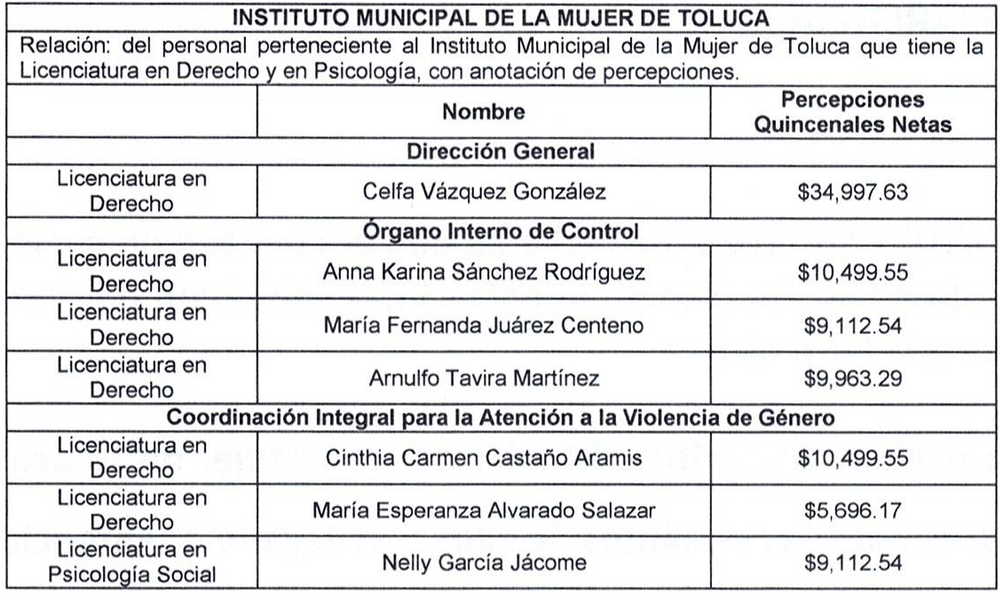 INSTITUTO MUNICIPAL DE LA MUJER DE TOLUCA
Relación: del personal perteneciente al Instituto Municipal de la Mujer de Toluca que tiene la
Licenciatura en Derecho y en Psicología, con anotación de percepciones.
Nombre
Percepciones
Quincenales Netas
Dirección General
Licenciatura en
Derecho
Celfa Vázquez González
$34,997.63
Órgano Interno de Control
Licenciatura en
Derecho
Anna Karina Sánchez Rodríguez
$10,499.55
Licenciatura en
Derecho
María Fernanda Juárez Centeno
$9,112.54
Licenciatura en
Derecho
Arnulfo Tavira Martínez
$9,963.29
Coordinación Integral para la Atención a la Violencia de Género
Licenciatura en
Derecho
Cinthia Carmen Castaño Aramis
$10,499.55
Licenciatura en
Derecho
María Esperanza Alvarado Salazar
$5,696.17
Licenciatura en
Psicología Social
Nelly García Jácome
$9,112.54